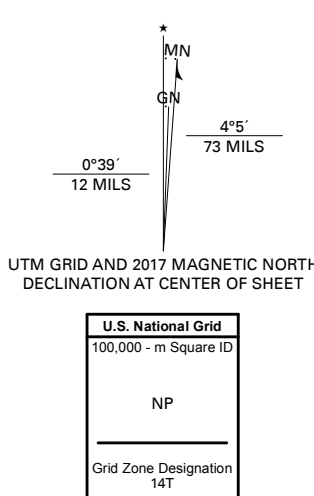 ★
MN
GN
4°5´
73 MILS
0°39´
12 MILS
UTM GRID AND 2017 MAGNETIC NORTH
DECLINATION AT CENTER OF SHEET
U.S. National Grid
100,000 - m Square ID
NP
Grid Zone Designation
14T